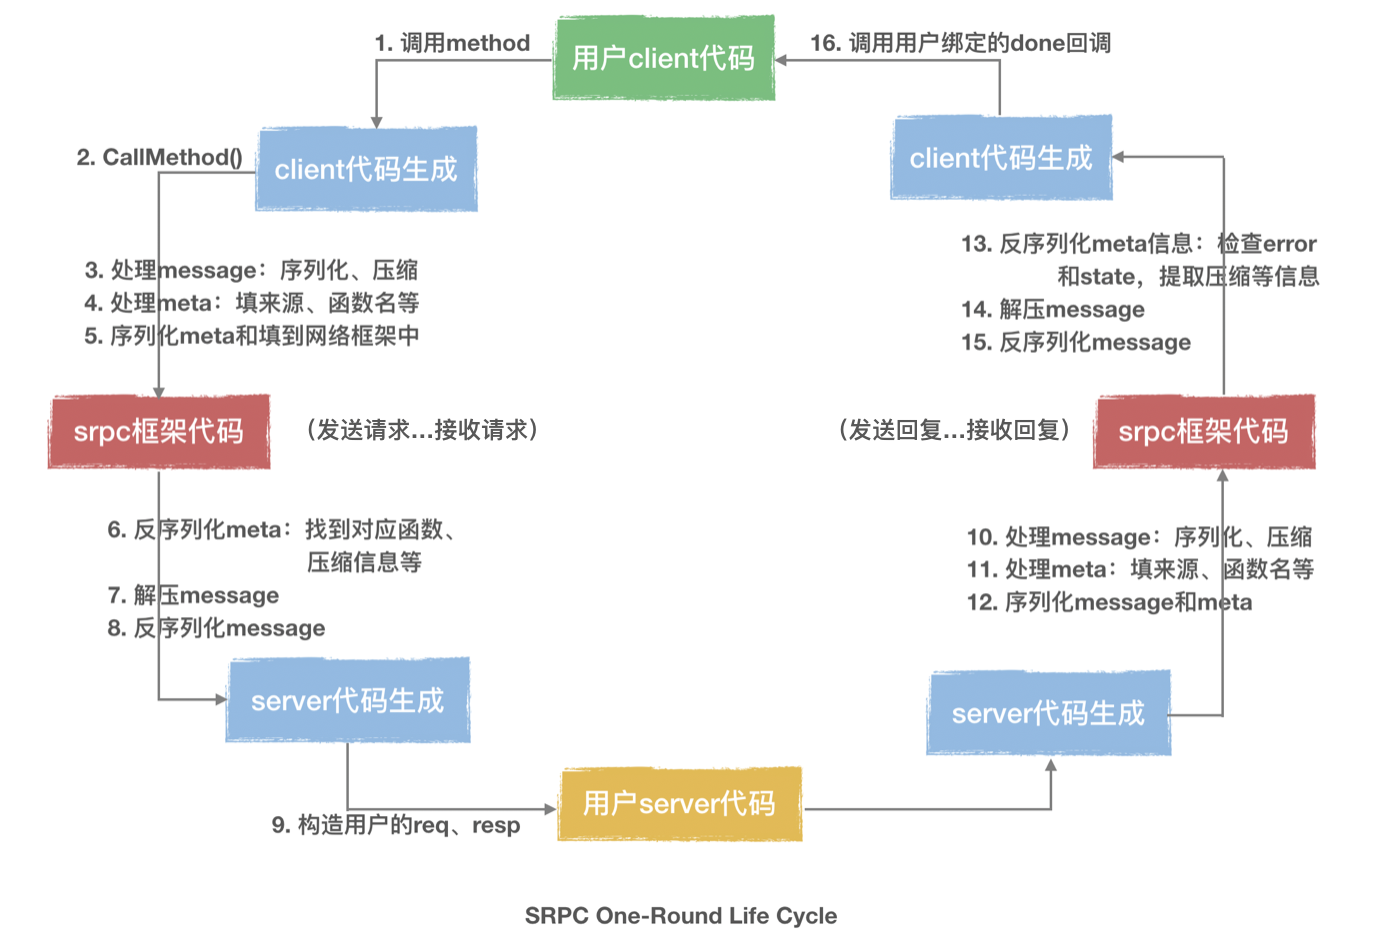 1. 调用method
用户client代码
16. 调用用户绑定的done回调
2. CallMethod()
client代码生成
client代码生成
3. 处理message：序列化、压缩
4. 处理meta：填来源、函数名等
5. 序列化meta和填到网络框架中
13. 反序列化meta信息：检查error
和state，提取压缩等信息
14. 解压message
15. 反序列化message
srpc框架代码
（发送请求...接收请求）
（发送回复...接收回复）
srpc框架代码
6. 反序列化meta：找到对应函数、
压缩信息等
7. 解压message
8. 反序列化message
10. 处理message：序列化、压缩
11. 处理meta：填来源、函数名等
12. 序列化message和meta
server代码生成
server代码生成
9. 构造用户的req、resp
用户server代码
SRPC One-Round Life Cycle